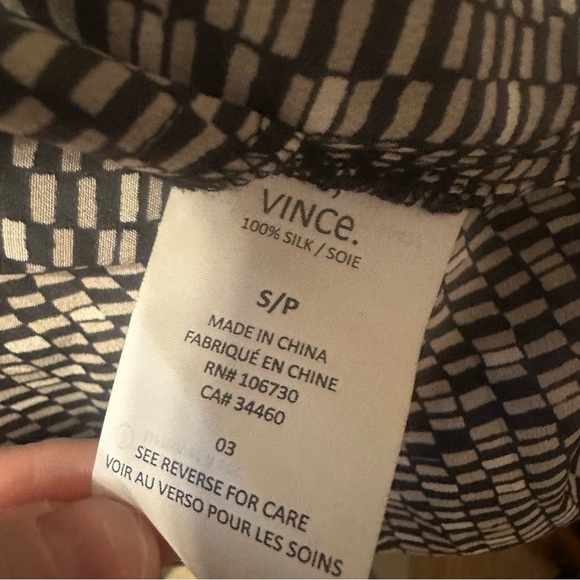 VINCe.
100% SILK / SOIE
S/P
MADE IN CHINA
FABRIQUÉ EN CHINE
RN# 106730
CA# 34460
03
SEE REVERSE FOR CARE
VOIR AU VERSO POUR LES SOINS